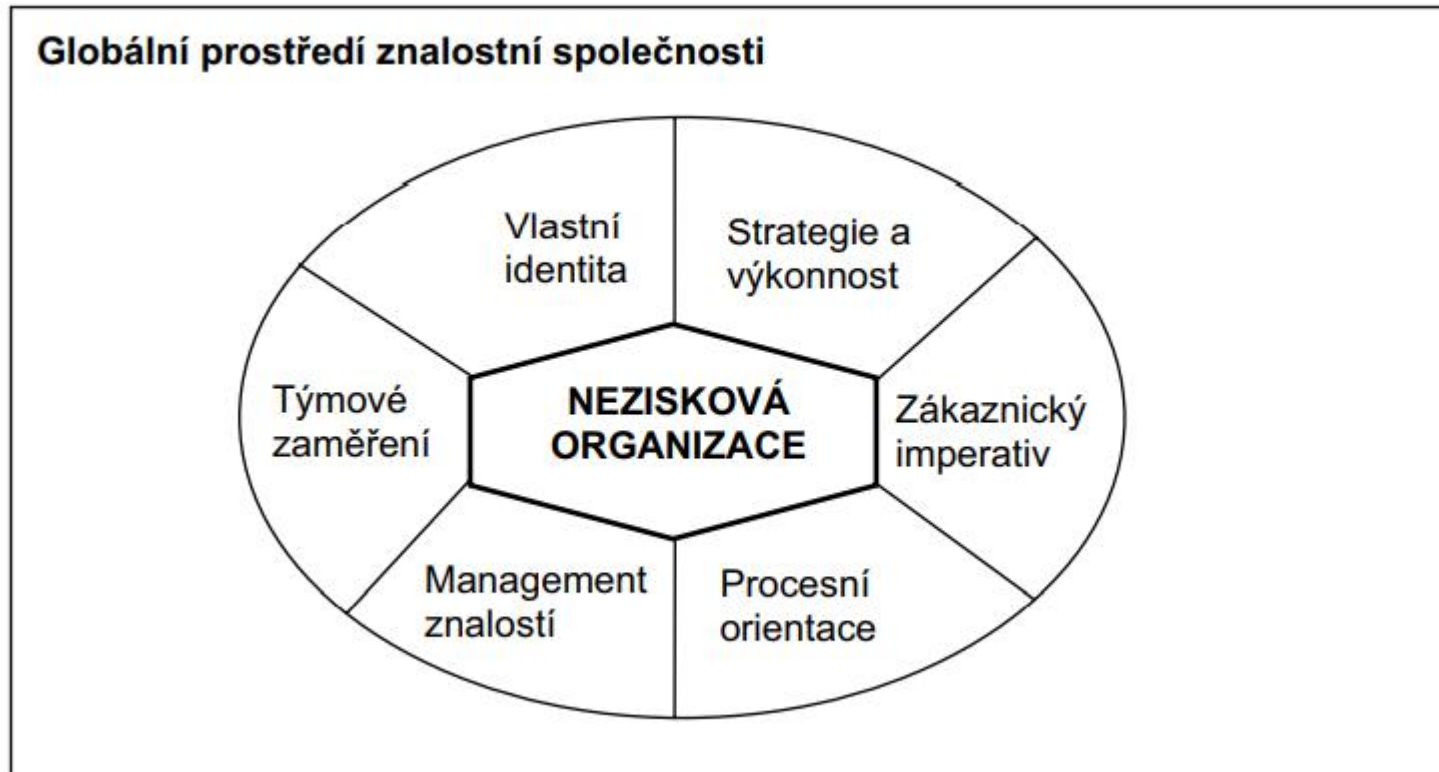 Globální prostředí znalostní společnosti
Vlastní
identita
Strategie a
výkonnost
Týmové
zaměření
NEZISKOVÁ
ORGANIZACE
Zákaznický
imperativ
Management
znalostí
Procesní
orientace